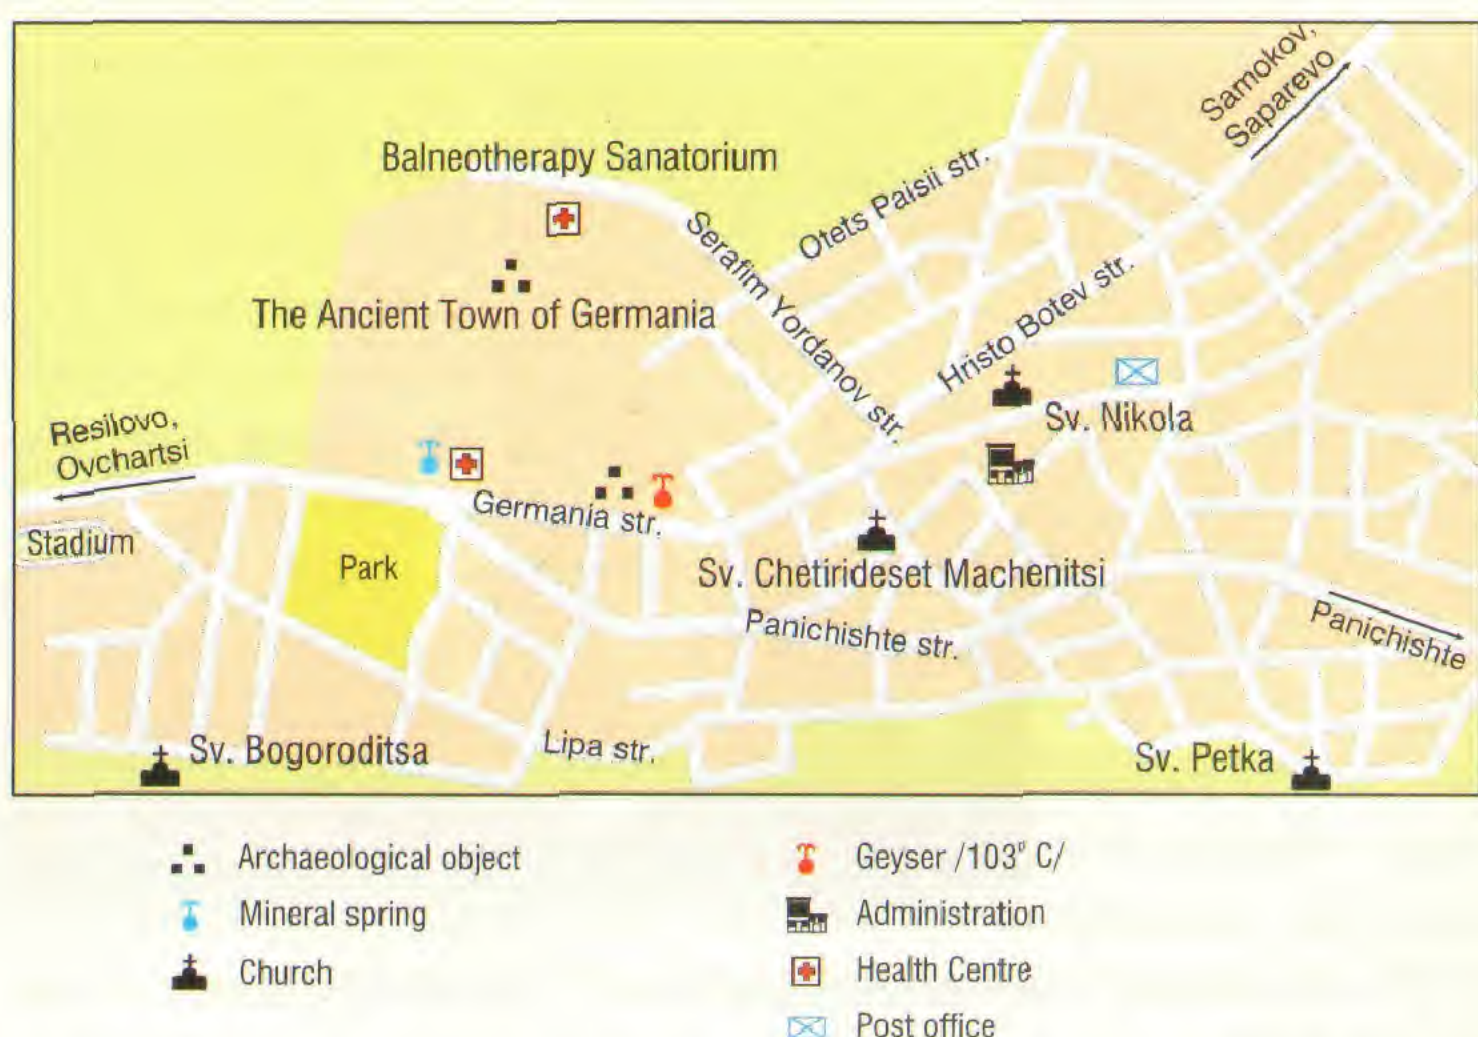 Samokov,
Saparevo
Balneotherapy Sanatorium
Otets Paisii str.
Serafim Yordanov str.
The Ancient Town of Germania
Hristo Botev str.
Sv. Nikola
Resilovo,
Ovchartsi
Germania str.
Stadium
Park
Sv. Chetirideset Machenitsi
Panichishte str.
Panichishte
Sv. Bogoroditsa
Lipa str.
Sv. Petka
Archaeological object
Mineral spring
Church
Geyser /103° C/
Administration
Health Centre
Post office